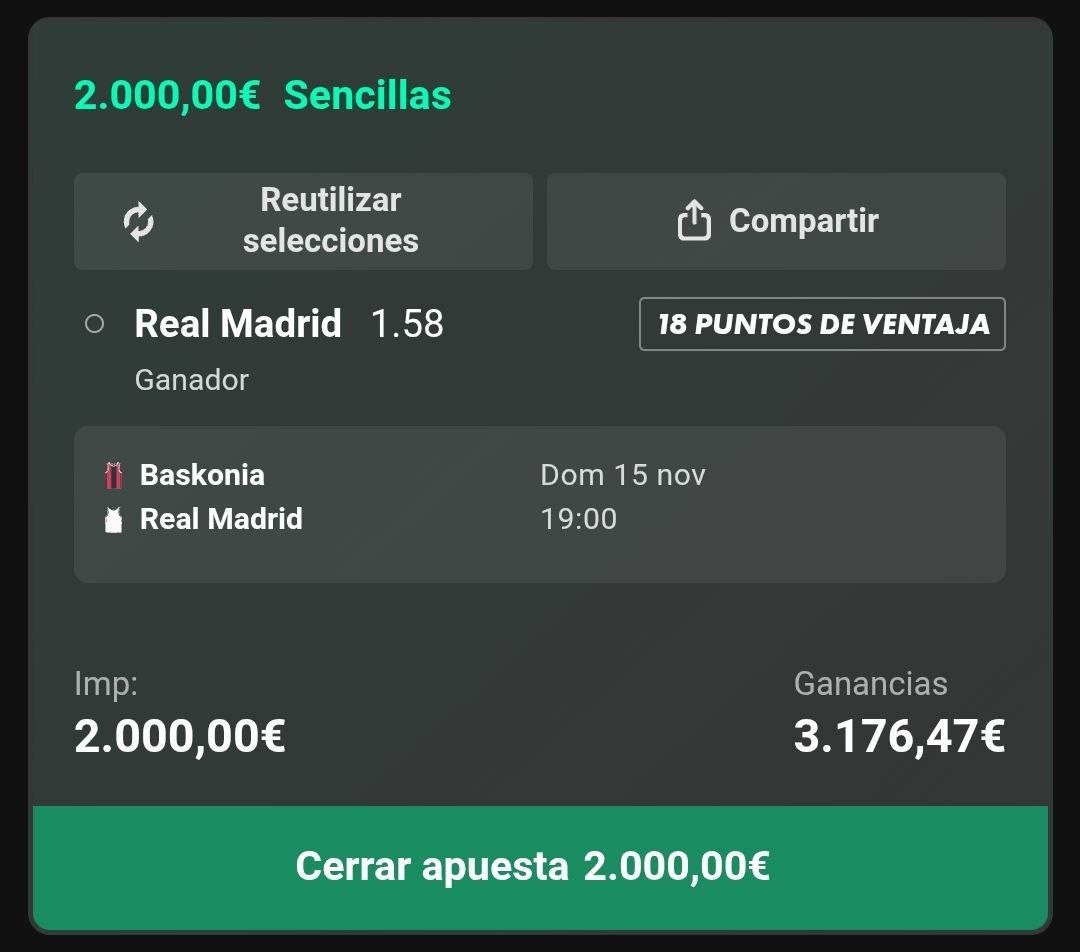 2.000,00€ Sencillas
Reutilizar
selecciones
Compartir
Real Madrid 1.58
18 PUNTOS DE VENTAJA
Ganador
Baskonia
Dom 15 nov
Real Madrid
19:00
Imp:
Ganancias
2.000,00€
3.176,47€
Cerrar apuesta 2.000,00€